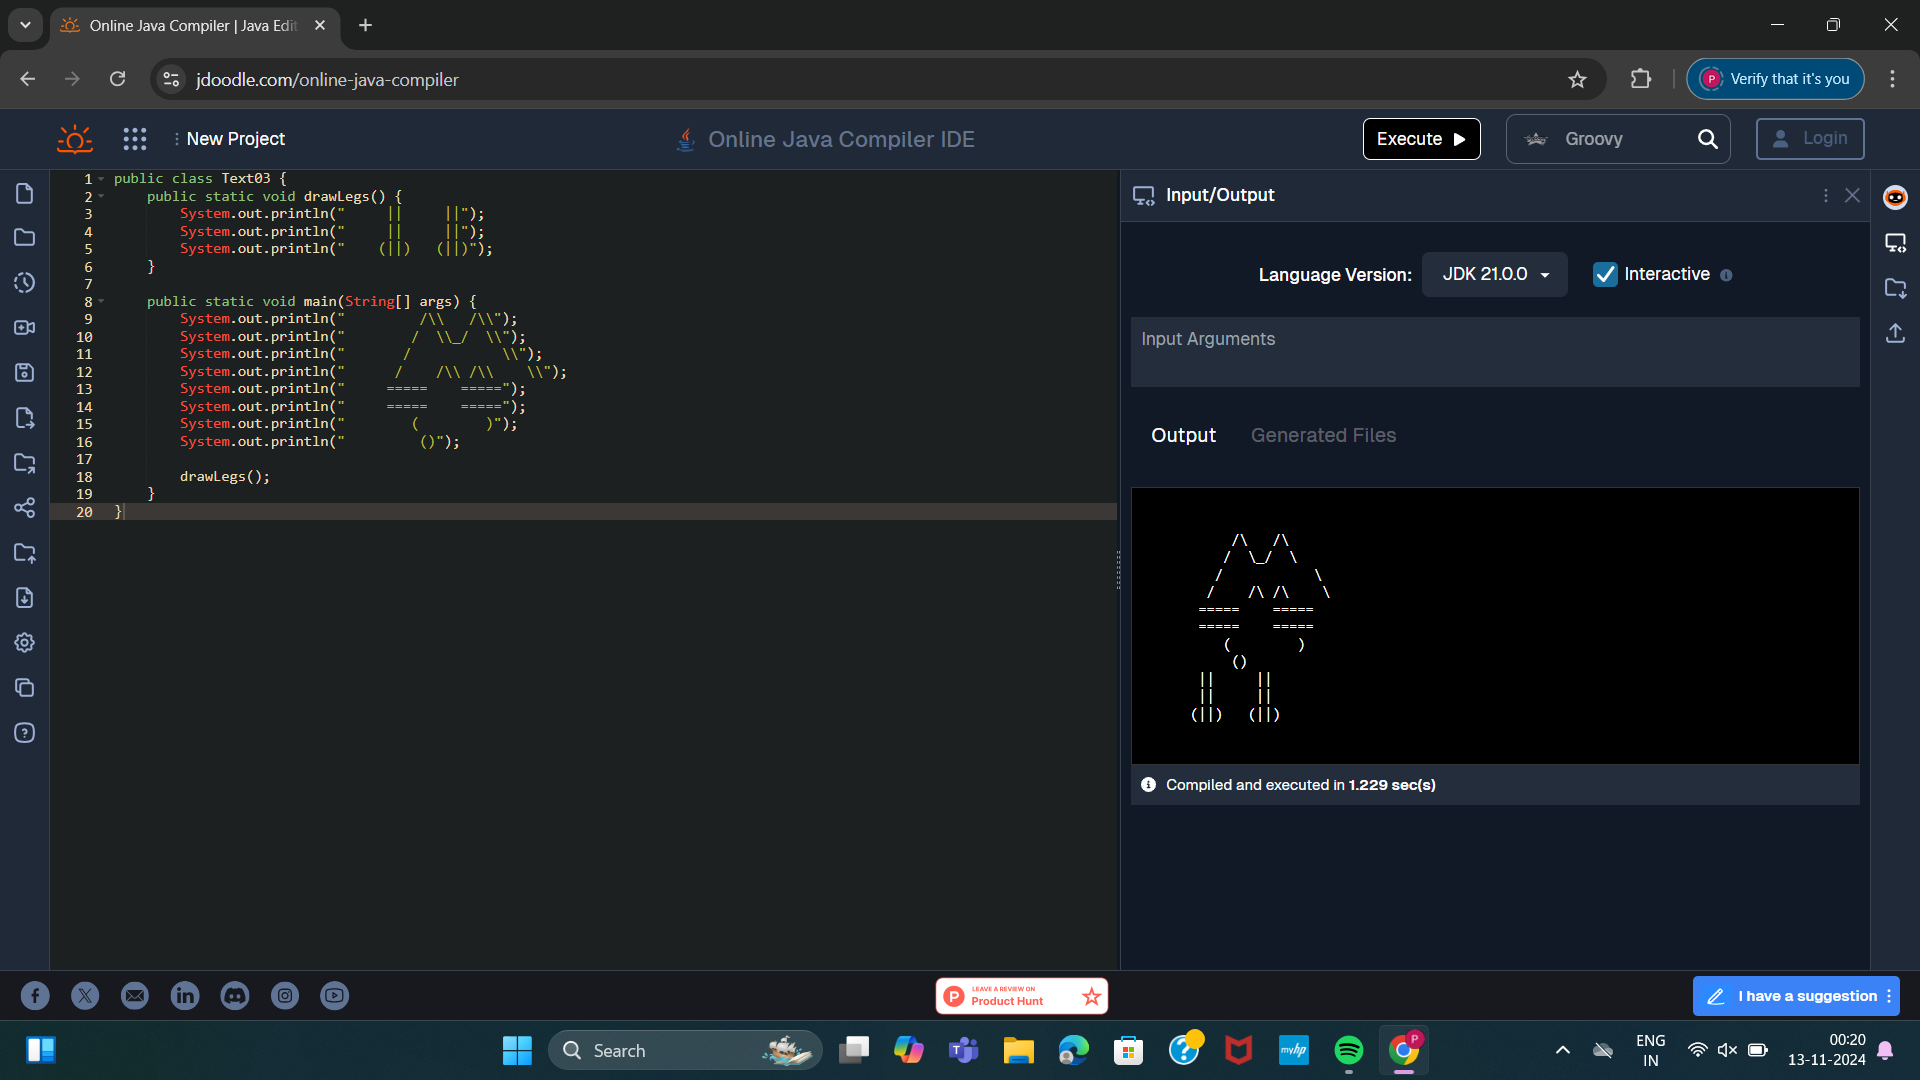 Online Java Compiler | Java Edit
jdoodle.com/online-java-compiler
P Verify that it's you
New Project
Online Java Compiler IDE
Execute
Groovy
Login
1 public class Text03 {
2     public static void drawLegs() {
3         System.out.println("     ||     ||");
4         System.out.println("     ||     ||");
5         System.out.println("    (||)   (||)");
6     }
7
8     public static void main(String[] args) {
9         System.out.println("         /\\   /\\");
10         System.out.println("        /  \\_/  \\");
11         System.out.println("       /           \\");
12         System.out.println("      /    /\\ /\\    \\");
13         System.out.println("     =====    =====");
14         System.out.println("     =====    =====");
15         System.out.println("        (        )");
16         System.out.println("         ()");
17
18         drawLegs();
19     }
20 }
Input/Output
Language Version: JDK 21.0.0 Interactive
Input Arguments
Output Generated Files
         /\   /\
        /  \_/  \
       /           \
      /    /\ /\    \
     =====    =====
     =====    =====
        (        )
         ()
     ||     ||
     ||     ||
    (||)   (||)
Compiled and executed in 1.229 sec(s)
P LEAVE A REVIEW ON
Product Hunt
I have a suggestion
Search
myhp
P
ENG
IN
00:20
13-11-2024